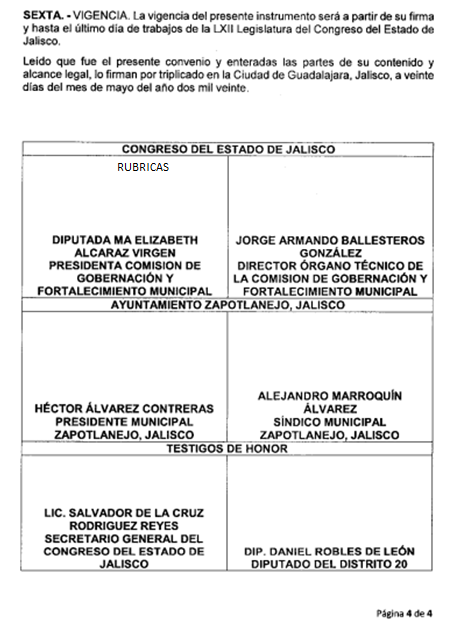 SEXTA. - VIGENCIA. La vigencia del presente instrumento será a partir de su firma
y hasta el último día de trabajos de la LXII Legislatura del Congreso del Estado de
Jalisco.
Leído que fue el presente convenio y enteradas las partes de su contenido y
alcance legal, lo firman por triplicado en la Ciudad de Guadalajara, Jalisco, a veinte
días del mes de mayo del año dos mil veinte.
CONGRESO DEL ESTADO DE JALISCO
RUBRICAS
DIPUTADA MA ELIZABETH
ALCARAZ VIRGEN
PRESIDENTA COMISION DE
GOBERNACIÓN Y
FORTALECIMIENTO MUNICIPAL
JORGE ARMANDO BALLESTEROS
GONZÁLEZ
DIRECTOR ÓRGANO TÉCNICO DE
LA COMISION DE GOBERNACIÓN Y
FORTALECIMIENTO MUNICIPAL
AYUNTAMIENTO ZAPOTLANEJO, JALISCO
HÉCTOR ÁLVAREZ CONTRERAS
PRESIDENTE MUNICIPAL
ZAPOTLANEJO, JALISCO
ALEJANDRO MARROQUÍN
ÁLVAREZ
SÍNDICO MUNICIPAL
ZAPOTLANEJO, JALISCO
TESTIGOS DE HONOR
LIC. SALVADOR DE LA CRUZ
RODRIGUEZ REYES
SECRETARIO GENERAL DEL
CONGRESO DEL ESTADO DE
JALISCO
DIP. DANIEL ROBLES DE LEÓN
DIPUTADO DEL DISTRITO 20
Página 4 de 4